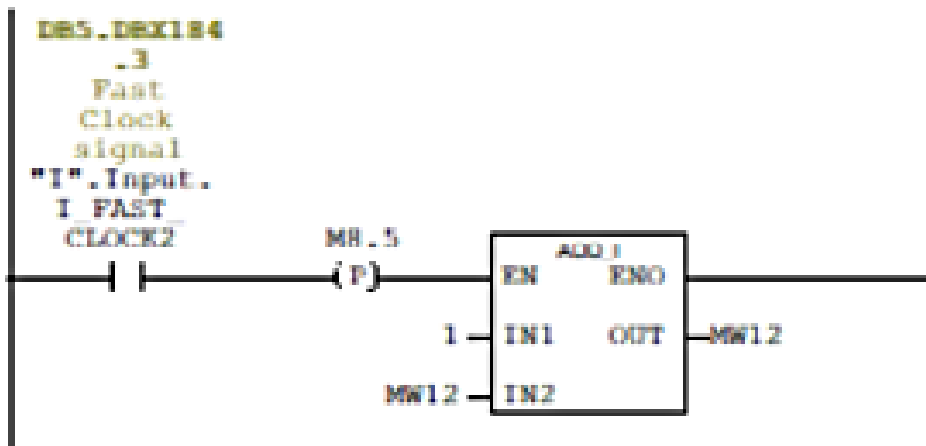 DB5.DBX184
.3
Fast
Clock
signal
"I".Input.
I_FAST_
CLOCK2
M8.5
(P)
ADD_I
EN
ENO
1
IN1
OUT
MW12
MW12
IN2